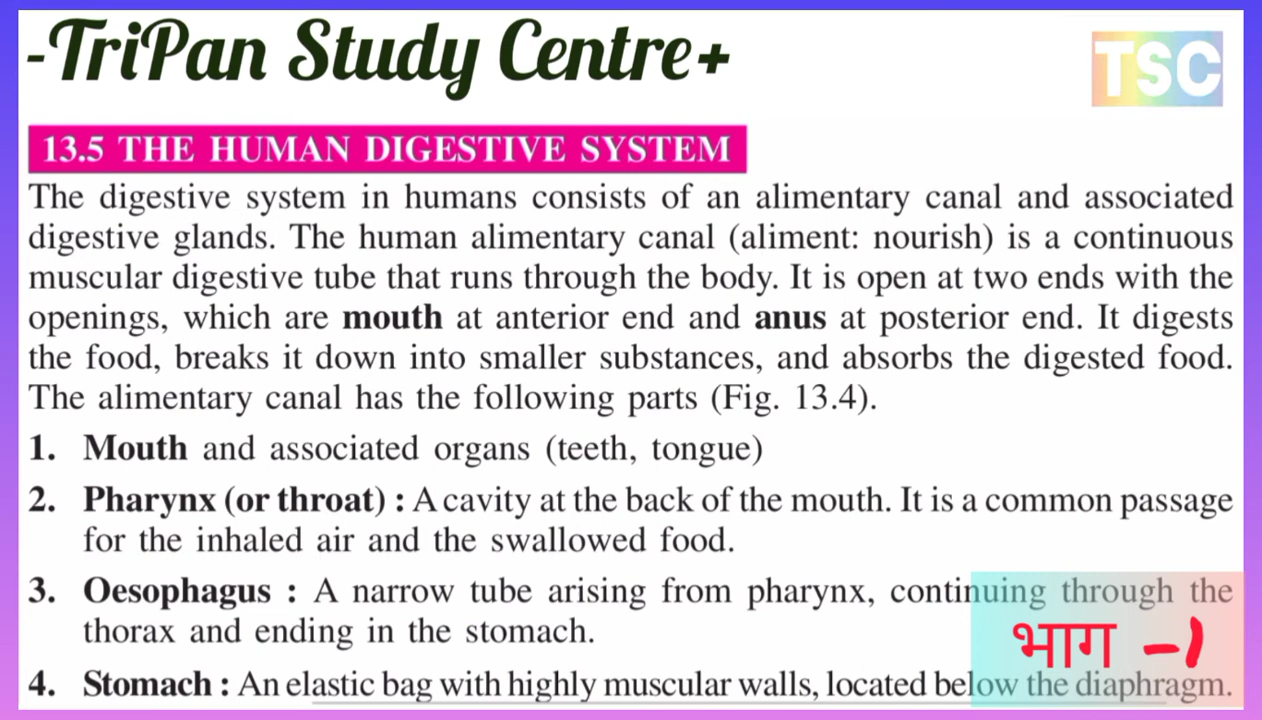 -TriPan Study Centre+
TSC
13.5 THE HUMAN DIGESTIVE SYSTEM
The digestive system in humans consists of an alimentary canal and associated
digestive glands. The human alimentary canal (aliment: nourish) is a continuous
muscular digestive tube that runs through the body. It is open at two ends with the
openings, which are mouth at anterior end and anus at posterior end. It digests
the food, breaks it down into smaller substances, and absorbs the digested food.
The alimentary canal has the following parts (Fig. 13.4).
1. Mouth and associated organs (teeth, tongue)
2. Pharynx (or throat) : A cavity at the back of the mouth. It is a common passage
for the inhaled air and the swallowed food.
3. Oesophagus : A narrow tube arising from pharynx, continuing through the
thorax and ending in the stomach.
भाग -1
4. Stomach : An elastic bag with highly muscular walls, located below the diaphragm.